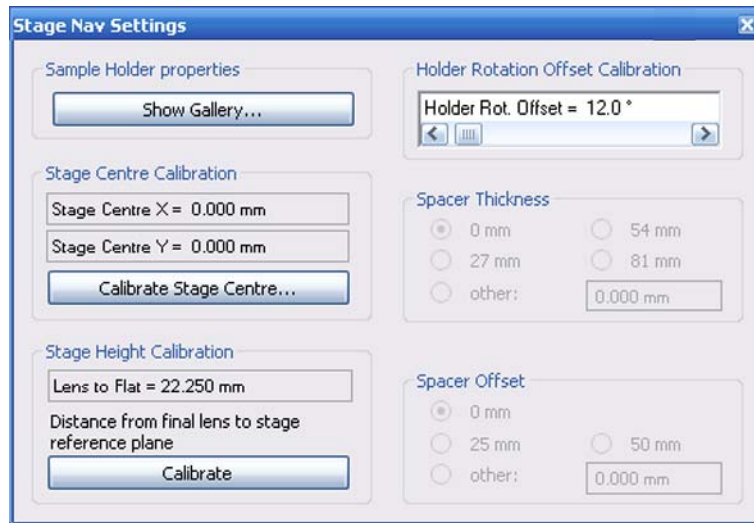 Stage Nav Settings
Sample Holder properties
Show Gallery...
Stage Centre Calibration
Stage Centre X = 0.000 mm
Stage Centre Y = 0.000 mm
Calibrate Stage Centre...
Stage Height Calibration
Lens to Flat = 22.250 mm
Distance from final lens to stage
reference plane
Calibrate
Holder Rotation Offset Calibration
Holder Rot. Offset = 12.0 °
Spacer Thickness
0 mm 54 mm
27 mm 81 mm
other: 0.000 mm
Spacer Offset
0 mm
25 mm 50 mm
other: 0.000 mm